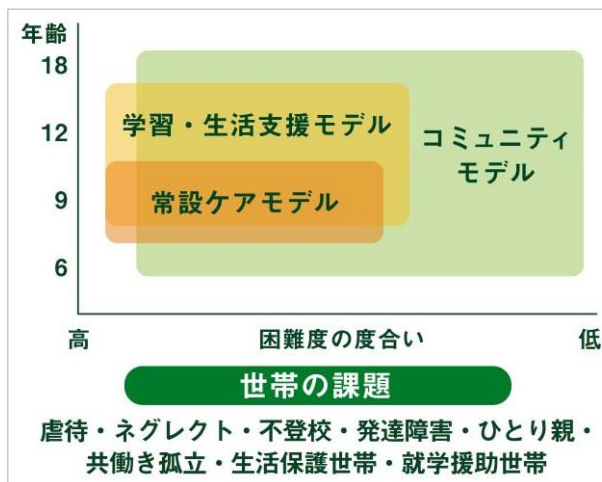 年齢
18
12
9
6
学習・生活支援モデル
常設ケアモデル
コミュニティ
モデル
高
困難度の度合い
低
世帯の課題
虐待・ネグレクト・不登校・発達障害・ひとり親・
共働き孤立・生活保護世帯・就学援助世帯